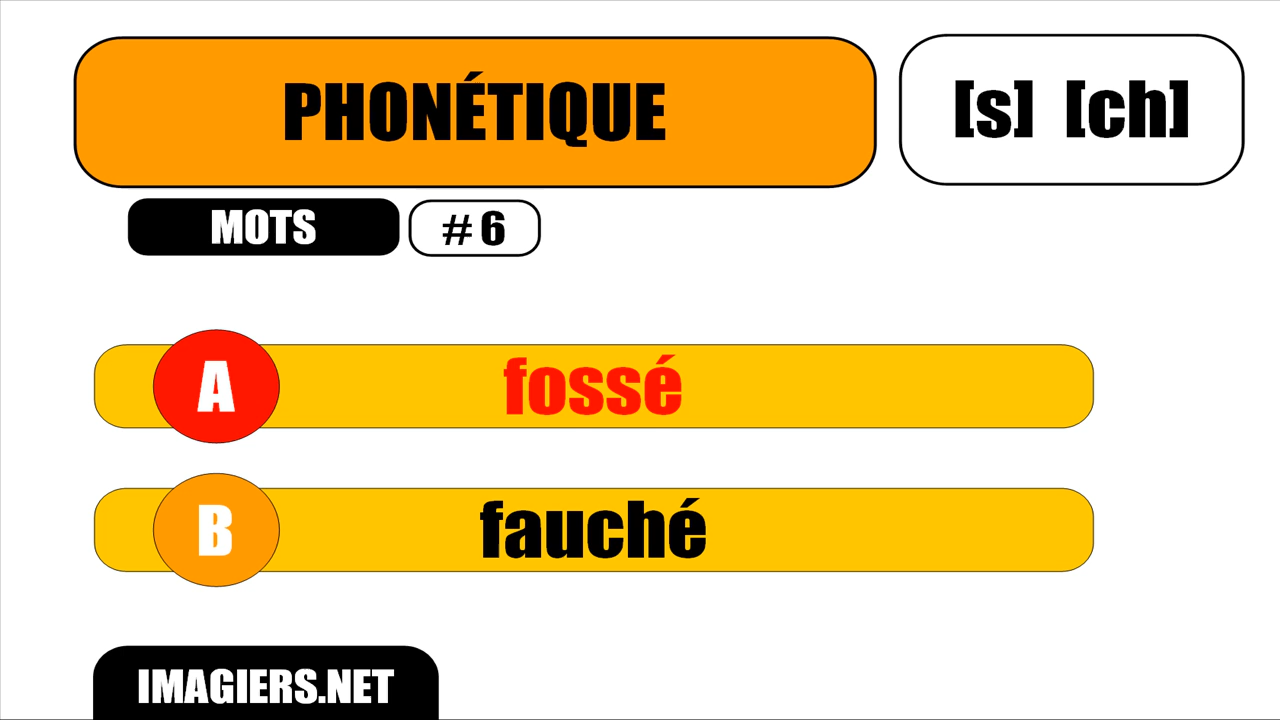 PHONÉTIQUE
[s] [ch]
MOTS
# 6
A
fossé
B
fauché
IMAGIERS.NET